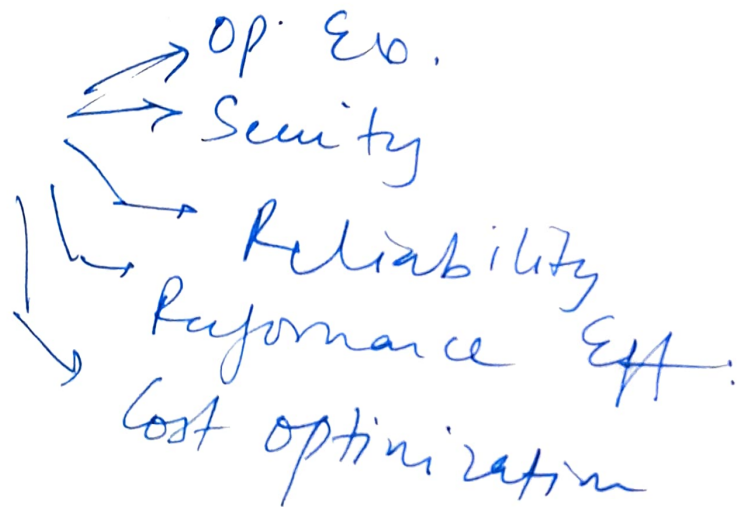 Op. Ex.
Security
Reliability
Performance Eff.
Cost optimization